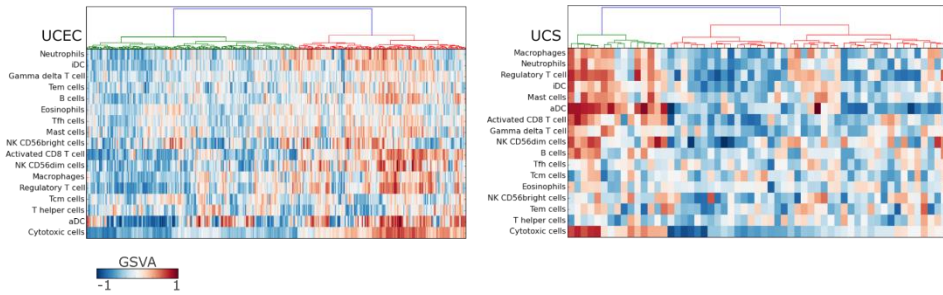 UCEC
Neutrophils
iDC
Gamma delta T cell
Tem cells
B cells
Eosinophils
Tfh cells
Mast cells
NK CD56bright cells
Activated CD8 T cell
NK CD56dim cells
Macrophages
Regulatory T cell
Tcm cells
T helper cells
aDC
Cytotoxic cells
GSVA
-1 1
UCS
Macrophages
Neutrophils
Regulatory T cell
iDC
Mast cells
aDC
Activated CD8 T cell
Gamma delta T cell
NK CD56dim cells
B cells
Tfh cells
Tcm cells
Eosinophils
NK CD56bright cells
Tem cells
T helper cells
Cytotoxic cells